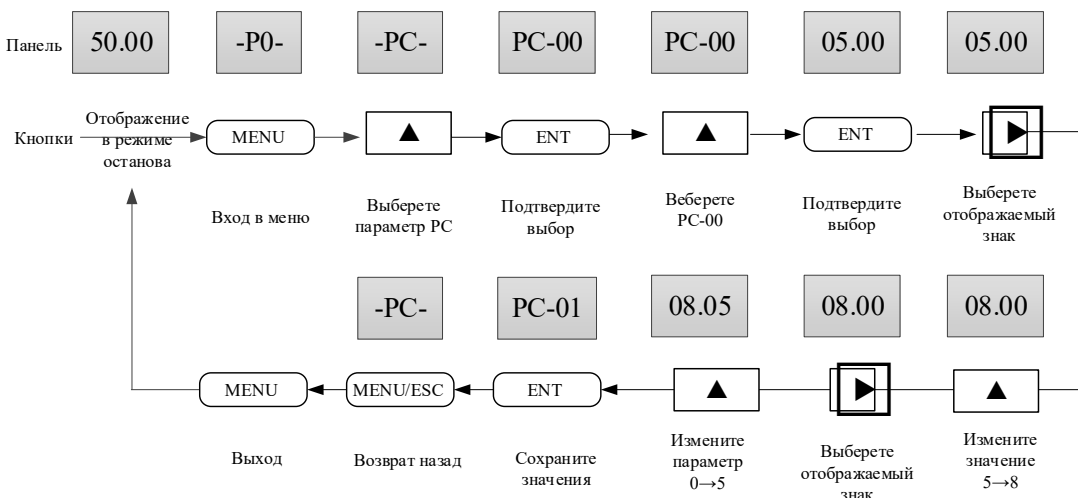 Панель
50.00
-P0-
-PC-
PC-00
PC-00
05.00
05.00
Кнопки
Отображение
в режиме
останова
MENU
ENT
ENT
Вход в меню
Выберете
параметр PC
Подтвердите
выбор
Веберете
PC-00
Подтвердите
выбор
Выберете
отображаемый
знак
-PC-
PC-01
08.05
08.00
08.00
MENU
MENU/ESC
ENT
Выход
Возврат назад
Сохраните
значения
Измените
параметр
0→5
Выберете
отображаемый
знак
Измените
значение
5→8